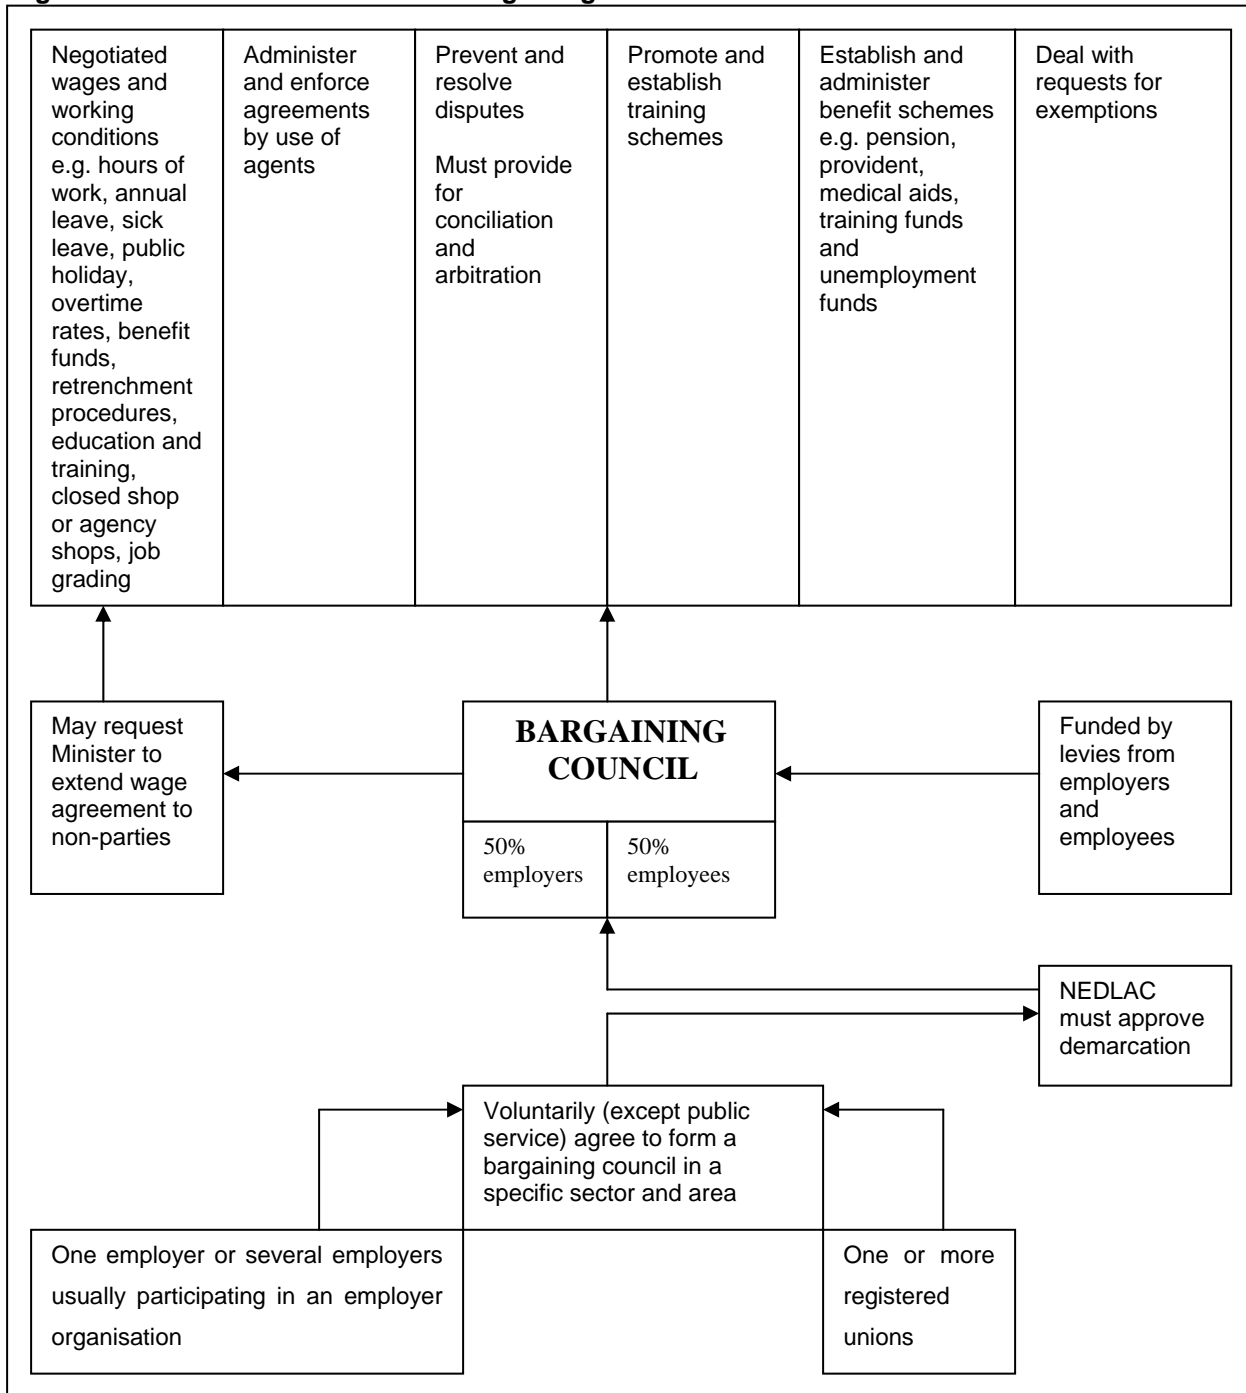 Negotiated
wages and
working
conditions
e.g. hours of
work, annual
leave, sick
leave, public
holiday,
overtime
rates, benefit
funds,
retrenchment
procedures,
education and
training,
closed shop
or agency
shops, job
grading
Administer
and enforce
agreements
by use of
agents
Prevent and
resolve
disputes
Must provide
for
conciliation
and
arbitration
Promote and
establish
training
schemes
Establish and
administer
benefit schemes
e.g. pension,
provident,
medical aids,
training funds
and
unemployment
funds
Deal with
requests for
exemptions
May request
Minister to
extend wage
agreement to
non-parties
BARGAINING
COUNCIL
50%
employers
50%
employees
Funded by
levies from
employers
and
employees
NEDLAC
must approve
demarcation
Voluntarily (except public
service) agree to form a
bargaining council in a
specific sector and area
One employer or several employers
usually participating in an employer
organisation
One or more
registered
unions